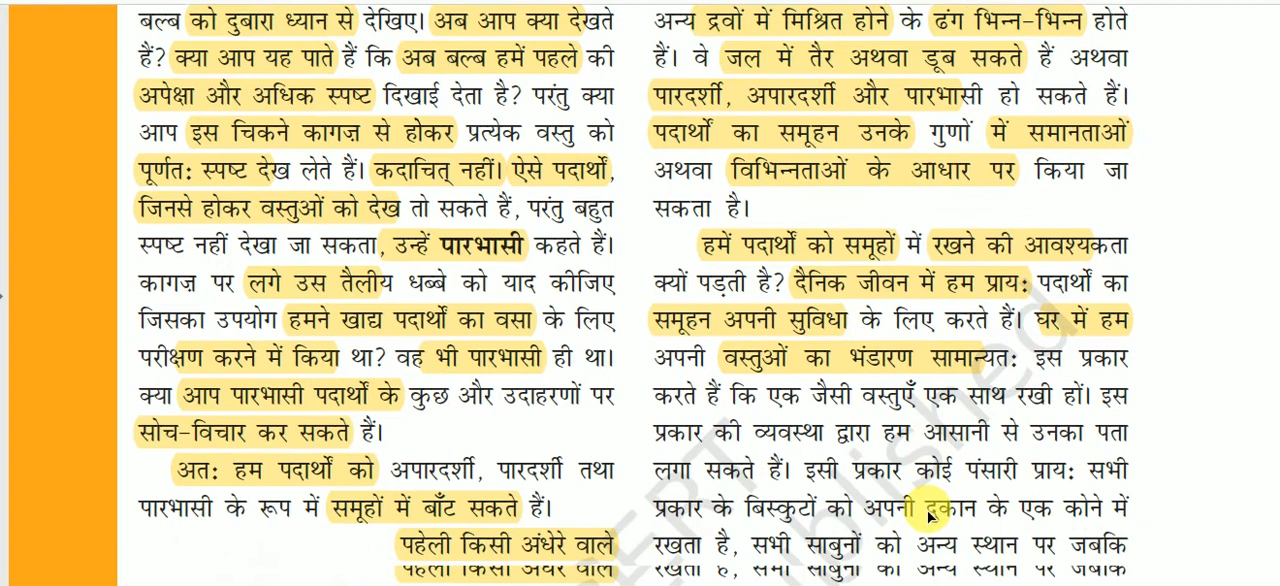 बल्ब को दुबारा ध्यान से देखिए। अब आप क्या देखते
हैं? क्या आप यह पाते हैं कि अब बल्ब हमें पहले की
अपेक्षा और अधिक स्पष्ट दिखाई देता है? परंतु क्या
आप इस चिकने कागज़ से होकर प्रत्येक वस्तु को
पूर्णत: स्पष्ट देख लेते हैं। कदाचित् नहीं। ऐसे पदार्थों,
जिनसे होकर वस्तुओं को देख तो सकते हैं, परंतु बहुत
स्पष्ट नहीं देखा जा सकता, उन्हें पारभासी कहते हैं।
कागज़ पर लगे उस तैलीय धब्बे को याद कीजिए
जिसका उपयोग हमने खाद्य पदार्थों का वसा के लिए
परीक्षण करने में किया था? वह भी पारभासी ही था।
क्या आप पारभासी पदार्थों के कुछ और उदाहरणों पर
सोच-विचार कर सकते हैं।
अत: हम पदार्थों को अपारदर्शी, पारदर्शी तथा
पारभासी के रूप में समूहों में बाँट सकते हैं।
पहेली किसी अंधेरे वाले
अन्य द्रवों में मिश्रित होने के ढंग भिन्न-भिन्न होते
हैं। वे जल में तैर अथवा डूब सकते हैं अथवा
पारदर्शी, अपारदर्शी और पारभासी हो सकते हैं।
पदार्थों का समूहन उनके गुणों में समानताओं
अथवा विभिन्नताओं के आधार पर किया जा
सकता है।
हमें पदार्थों को समूहों में रखने की आवश्यकता
क्यों पड़ती है? दैनिक जीवन में हम प्राय: पदार्थों का
समूहन अपनी सुविधा के लिए करते हैं। घर में हम
अपनी वस्तुओं का भंडारण सामान्यत: इस प्रकार
करते हैं कि एक जैसी वस्तुएँ एक साथ रखी हों। इस
प्रकार की व्यवस्था द्वारा हम आसानी से उनका पता
लगा सकते हैं। इसी प्रकार कोई पंसारी प्राय: सभी
प्रकार के बिस्कुटों को अपनी दुकान के एक कोने में
रखता है, सभी साबुनों को अन्य स्थान पर जबकि